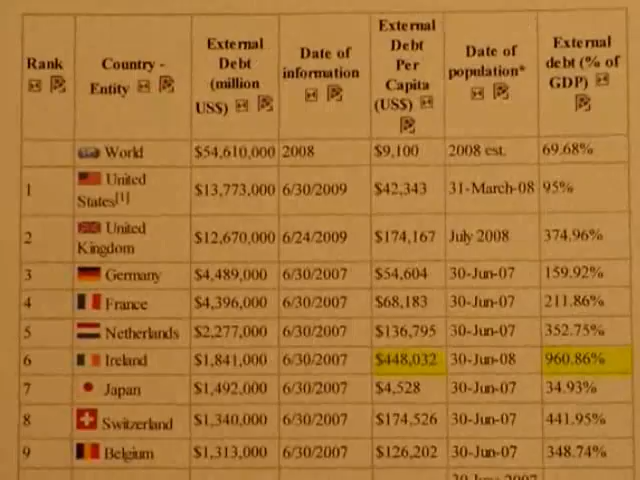 Rank Country - Entity External Debt (million US$) Date of information External Debt Per Capita (US$) Date of population* External debt (% of GDP)
World $54,610,000 2008 $9,100 2008 est. 69.68%
1 United States[1] $13,773,000 6/30/2009 $42,343 31-March-08 95%
2 United Kingdom $12,670,000 6/24/2009 $174,167 July 2008 374.96%
3 Germany $4,489,000 6/30/2007 $54,604 30-Jun-07 159.92%
4 France $4,396,000 6/30/2007 $68,183 30-Jun-07 211.86%
5 Netherlands $2,277,000 6/30/2007 $136,795 30-Jun-07 352.75%
6 Ireland $1,841,000 6/30/2007 $448,032 30-Jun-08 960.86%
7 Japan $1,492,000 6/30/2007 $4,528 30-Jun-07 34.93%
8 Switzerland $1,340,000 6/30/2007 $174,526 30-Jun-07 441.95%
9 Belgium $1,313,000 6/30/2007 $126,202 30-Jun-07 348.74%